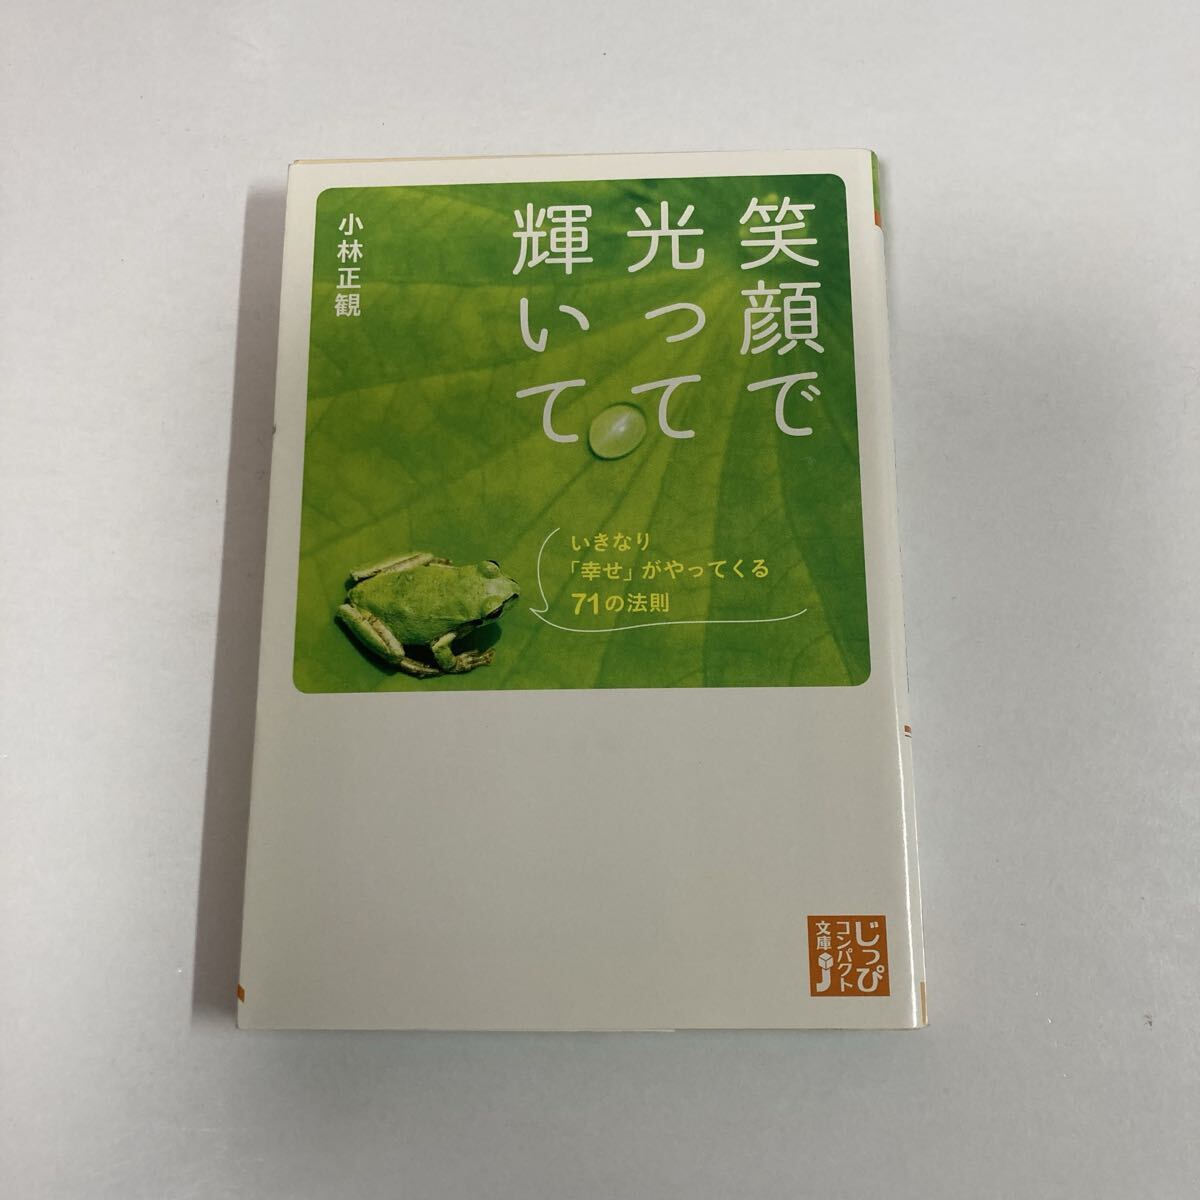 笑顔で
光って
輝いて
小林正観
いきなり
「幸せ」がやってくる
71の法則
じっぴ
コンパクト
文庫